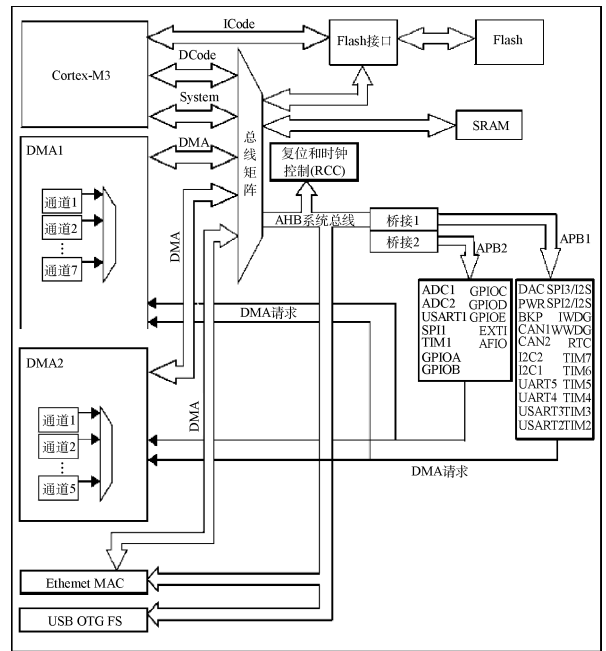 ICode
Cortex-M3
DCode
System
Flash接口
Flash
总线矩阵
SRAM
DMA1
DMA
通道1
通道2
⋮
通道7
复位和时钟
控制(RCC)
AHB系统总线
桥接1
桥接2
APB2
APB1
DMA
DMA请求
ADC1 GPIOC
ADC2 GPIOD
USART1 GPIOE
SPI1 EXTI
TIM1 AFIO
GPIOA
GPIOB
DAC SPI3/I2S
PWR SPI2/I2S
BKP IWDG
CAN1 WWDG
CAN2 RTC
I2C2 TIM7
I2C1 TIM6
UART5 TIM5
UART4 TIM4
USART3 TIM3
USART2 TIM2
DMA2
DMA
通道1
通道2
⋮
通道5
DMA请求
Ethemet MAC
USB OTG FS